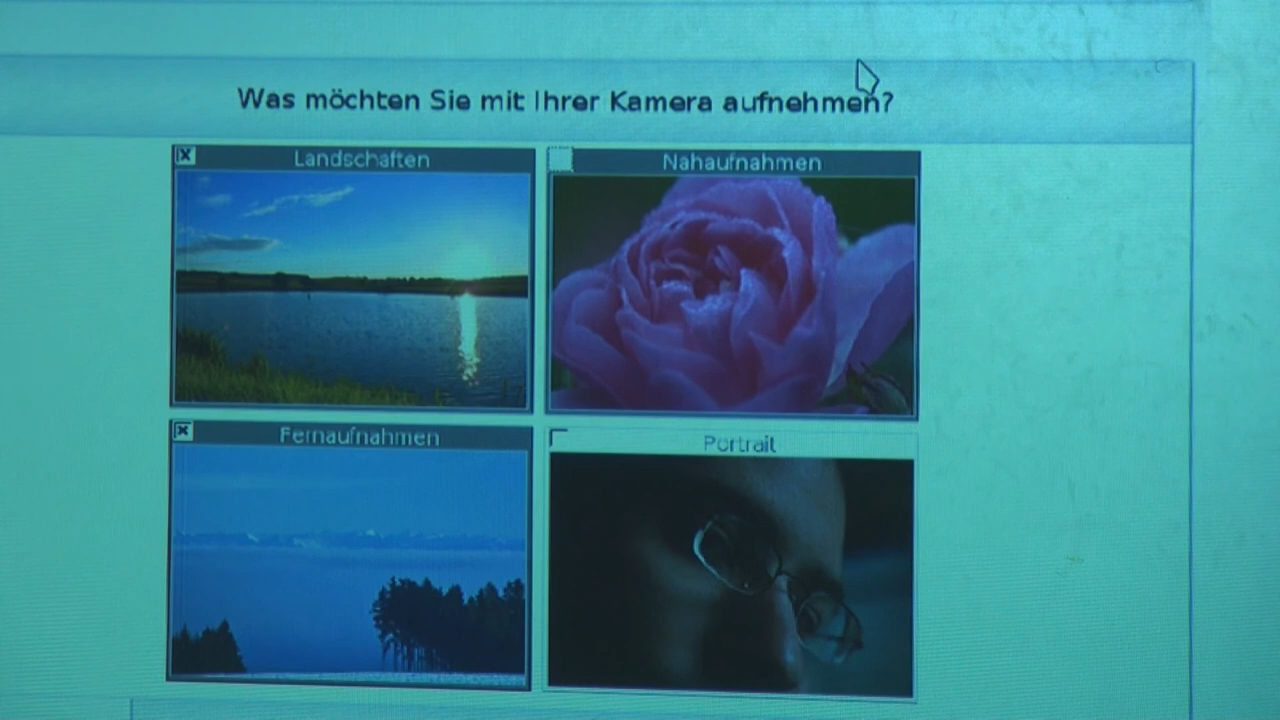 Was möchten Sie mit Ihrer Kamera aufnehmen?
Landschaften
Nahaufnahmen
Fernaufnahmen
Portrait